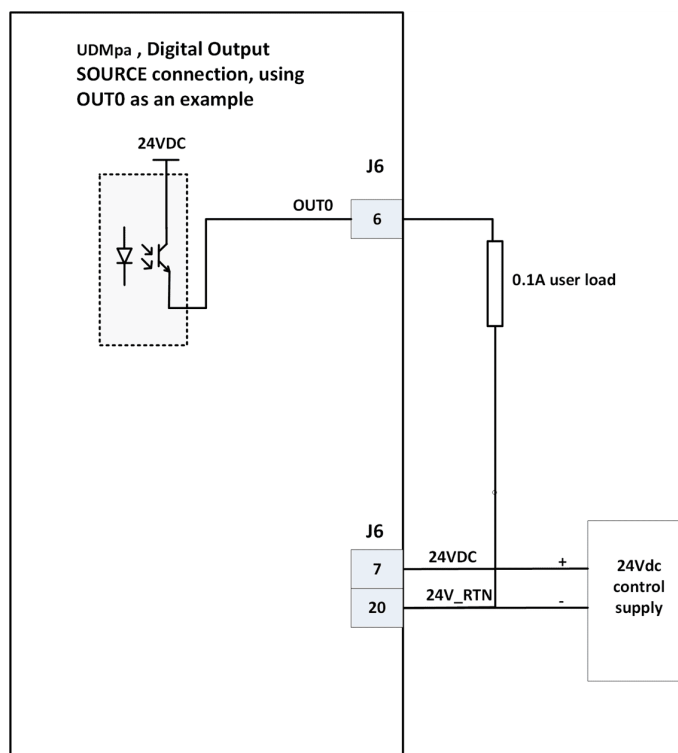 UDMpa , Digital Output
SOURCE connection, using
OUT0 as an example
24VDC
J6
OUT0
6
0.1A user load
J6
7
24VDC
+
20
24V_RTN
-
24Vdc
control
supply